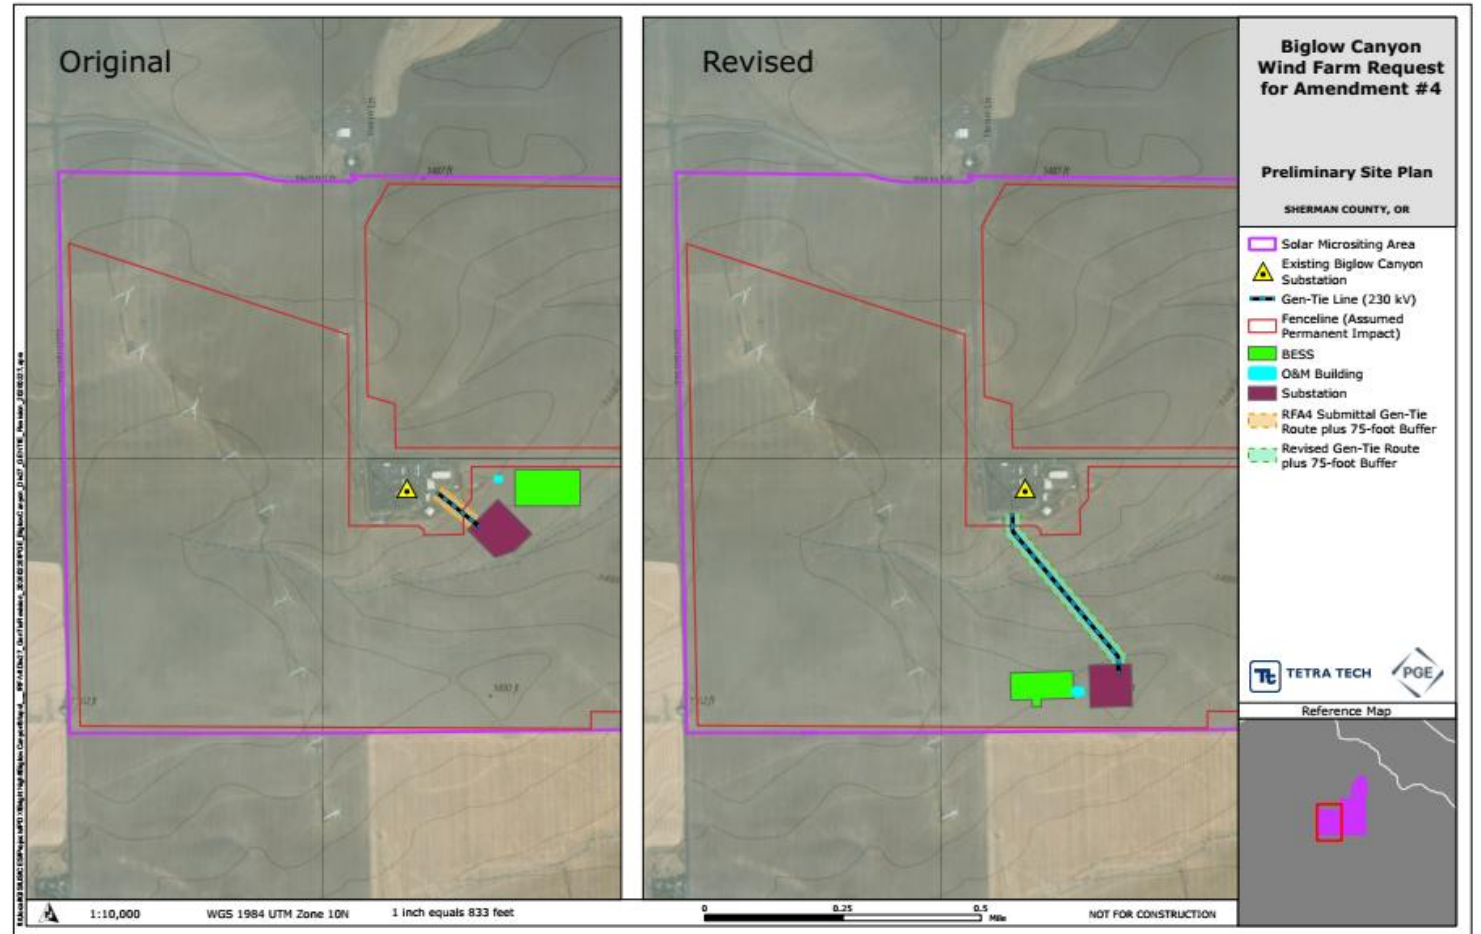 Original
Revised
Biglow Canyon
Wind Farm Request
for Amendment #4
Preliminary Site Plan
SHERMAN COUNTY, OR
Solar Micrositing Area
Existing Biglow Canyon
Substation
Gen-Tie Line (230 kV)
Fenceline (Assumed
Permanent Impact)
BESS
O&M Building
Substation
RFA4 Submittal Gen-Tie
Route plus 75-foot Buffer
Revised Gen-Tie Route
plus 75-foot Buffer
Tt TETRA TECH
PGE
Reference Map
1:10,000
WGS 1984 UTM Zone 10N
1 inch equals 833 feet
0 0.25 0.5
Mile
NOT FOR CONSTRUCTION